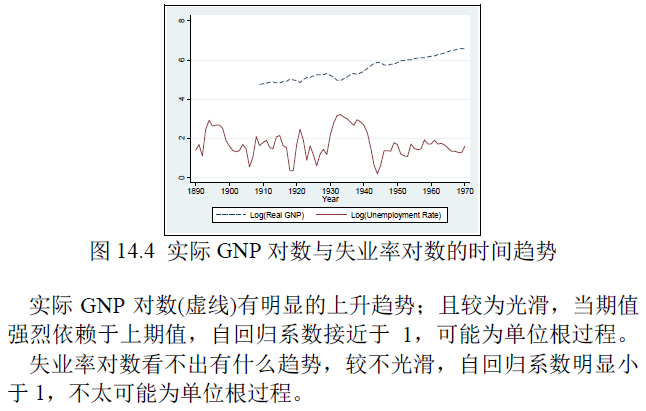 8
6
4
2
0
1890 1900 1910 1920 1930 1940 1950 1960 1970
Year
Log(Real GNP) Log(Unemployment Rate)
图 14.4 实际 GNP 对数与失业率对数的时间趋势
实际 GNP 对数(虚线)有明显的上升趋势；且较为光滑，当期值
强烈依赖于上期值，自回归系数接近于 1，可能为单位根过程。
失业率对数看不出有什么趋势，较不光滑，自回归系数明显小
于 1，不太可能为单位根过程。